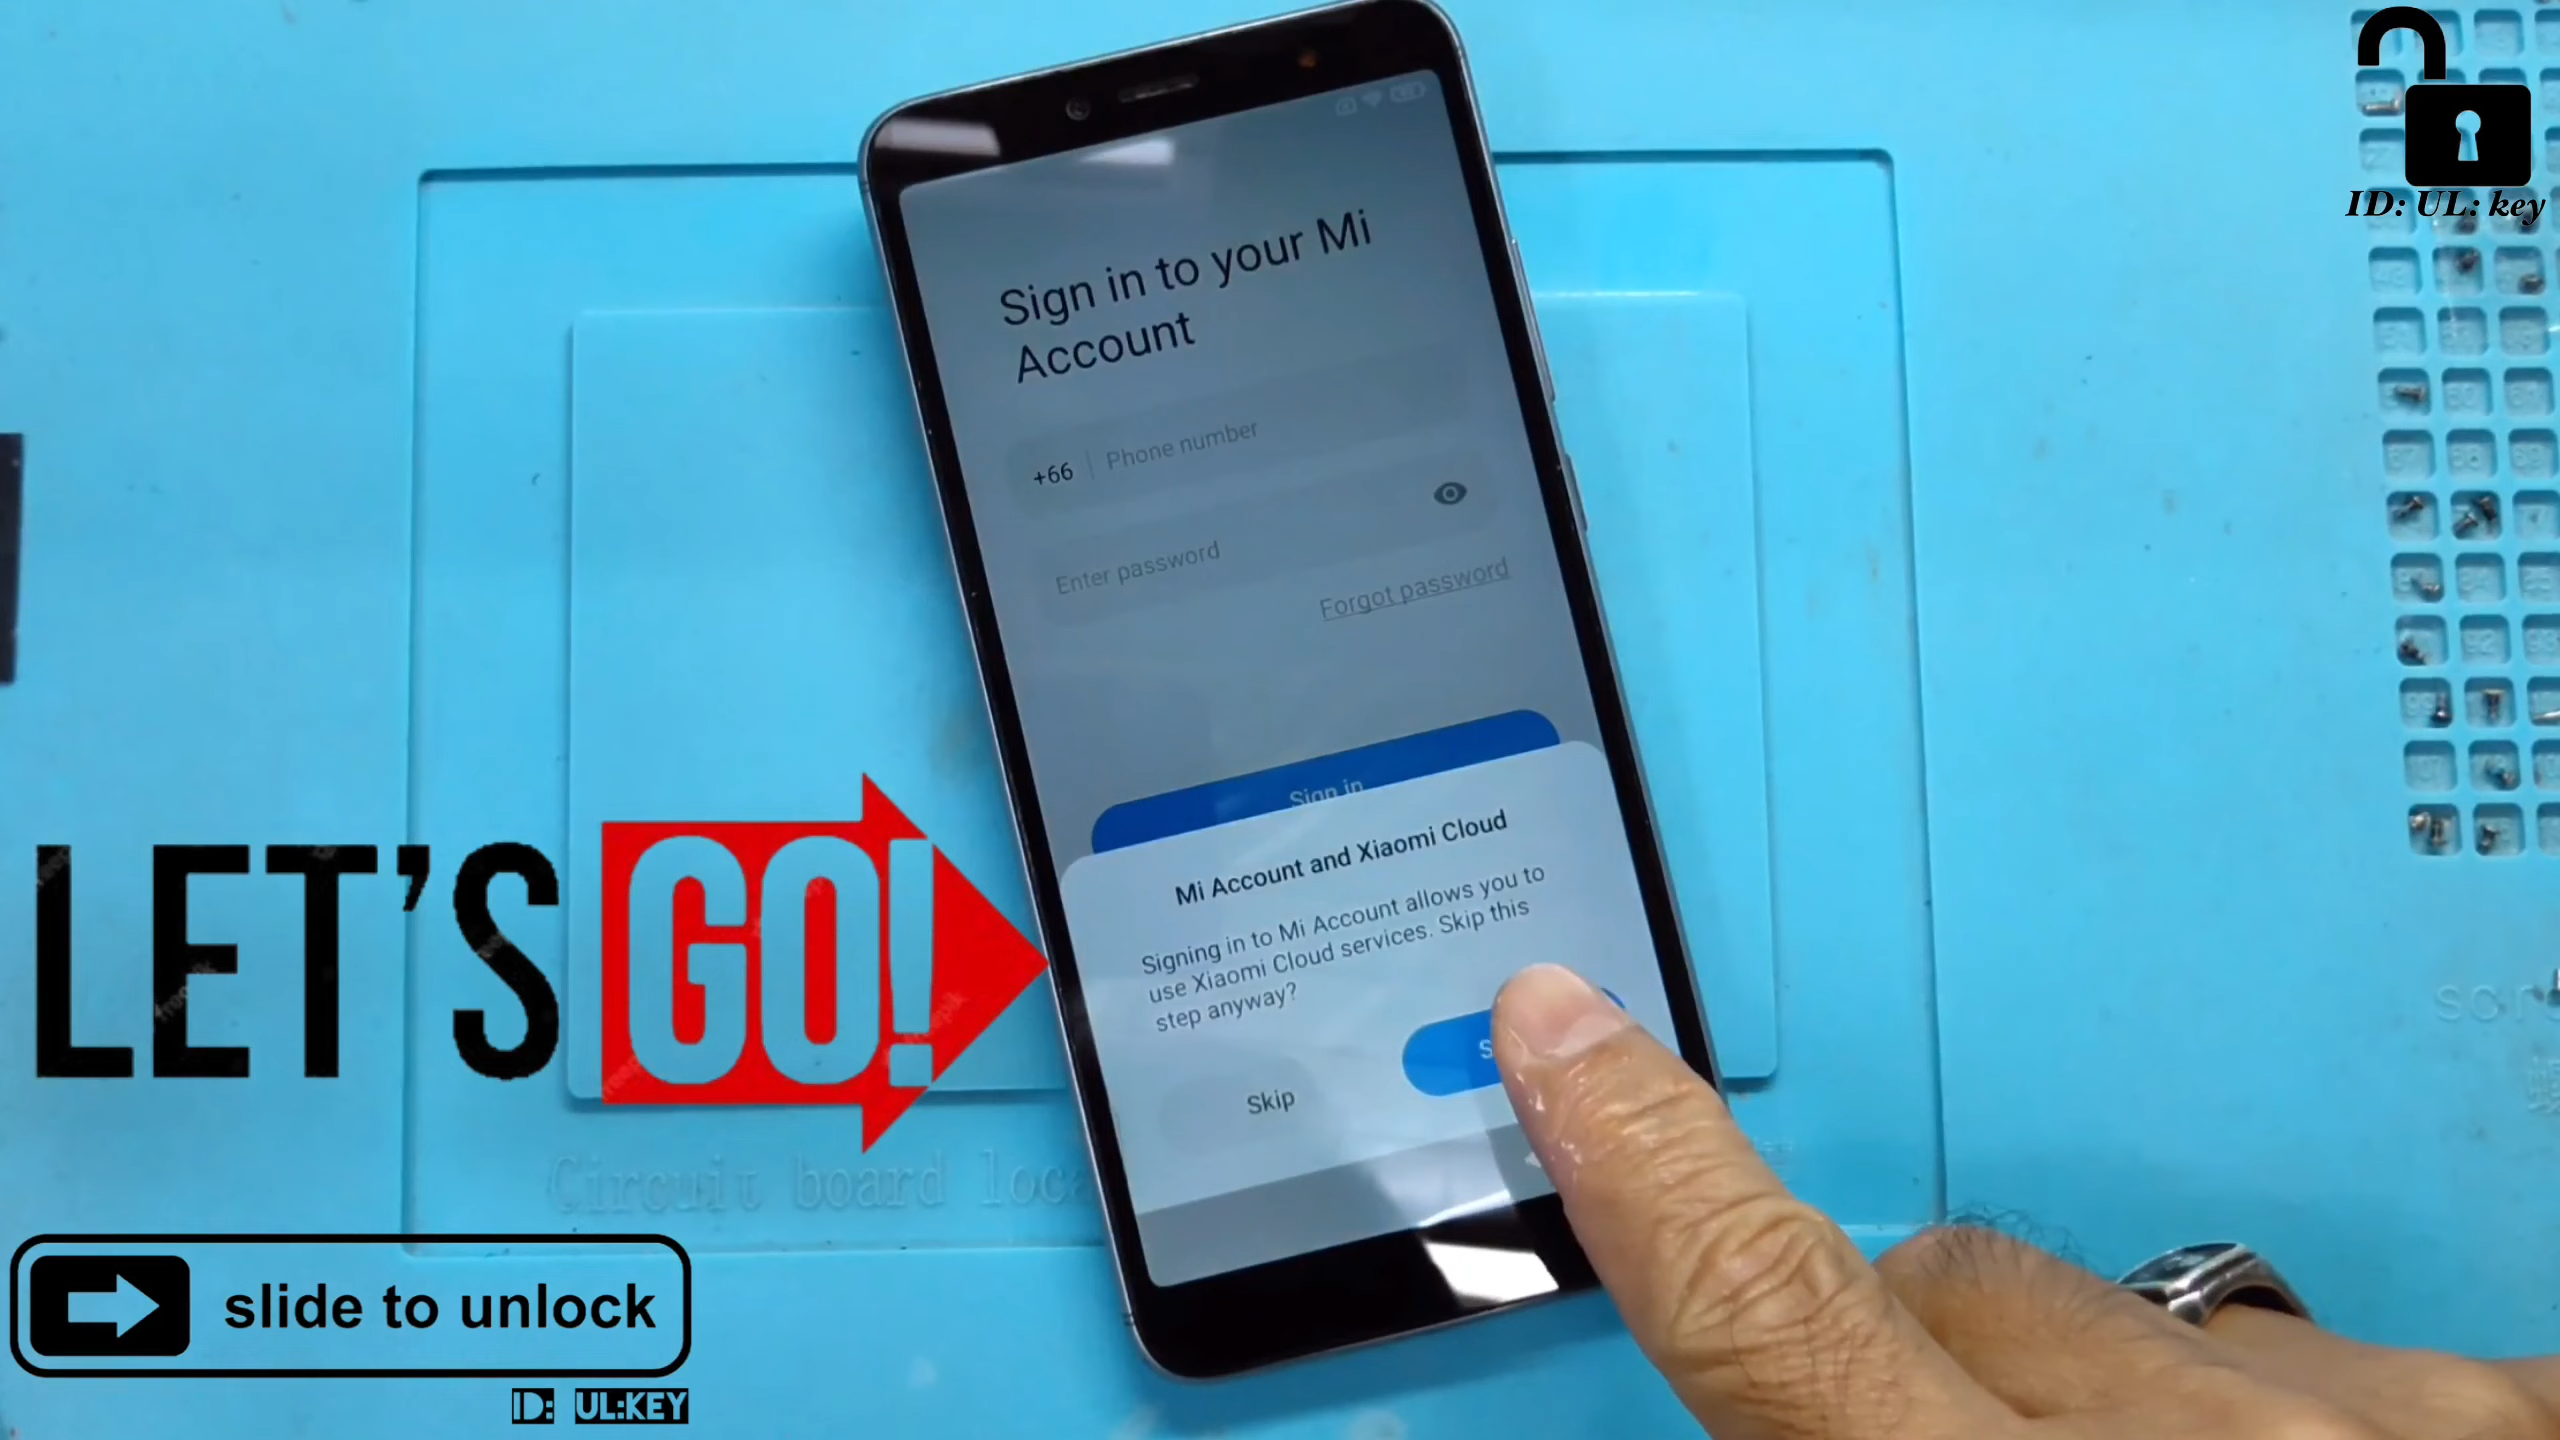 ID: UL: key
Sign in to your Mi
Account
+66 Phone number
Enter password
Forgot password
Sign in
Mi Account and Xiaomi Cloud
Signing in to Mi Account allows you to
use Xiaomi Cloud services. Skip this
step anyway?
Skip
LET'S GO!
Circuit board
slide to unlock
ID: UL:KEY